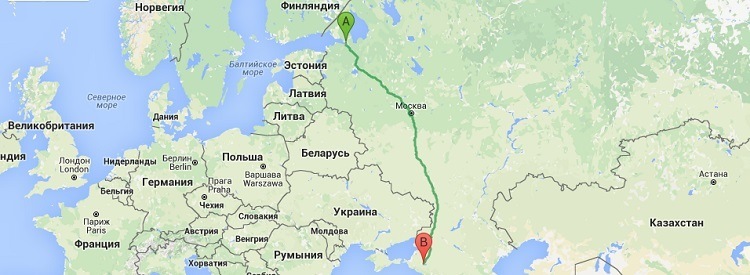 Норвегия
Финляндия
A
Балтийское
море
Эстония
Северное
море
Дания
Латвия
Литва
Москва
Великобритания
ндия
Лондон
London
Нидерланды
Берлин
Berlin
Польша
Варшава
Warszawa
Беларусь
Бельгия
Германия
Прага
Praha
Чехия
Астана
Париж
Paris
Словакия
Украина
Казахстан
Франция
Австрия
Венгрия
Молдова
B
Хорватия
Румыния